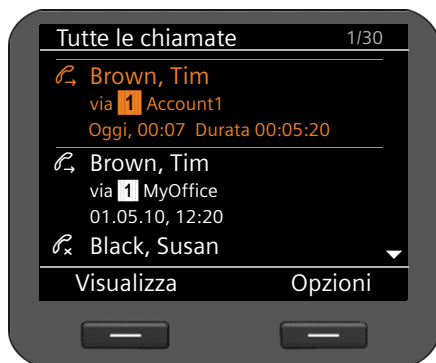 Tutte le chiamate 1/30
Brown, Tim
via 1 Account1
Oggi, 00:07 Durata 00:05:20
Brown, Tim
via 1 MyOffice
01.05.10, 12:20
Black, Susan
Visualizza Opzioni